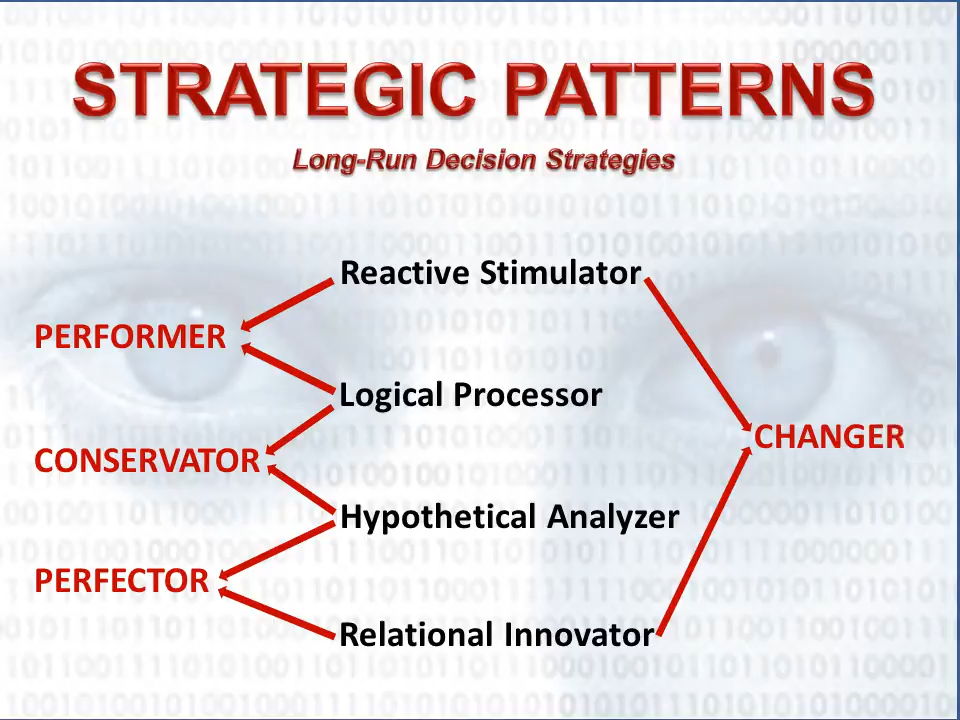 STRATEGIC PATTERNS
Long-Run Decision Strategies
Reactive Stimulator
PERFORMER
Logical Processor
CHANGER
CONSERVATOR
Hypothetical Analyzer
PERFECTOR
Relational Innovator